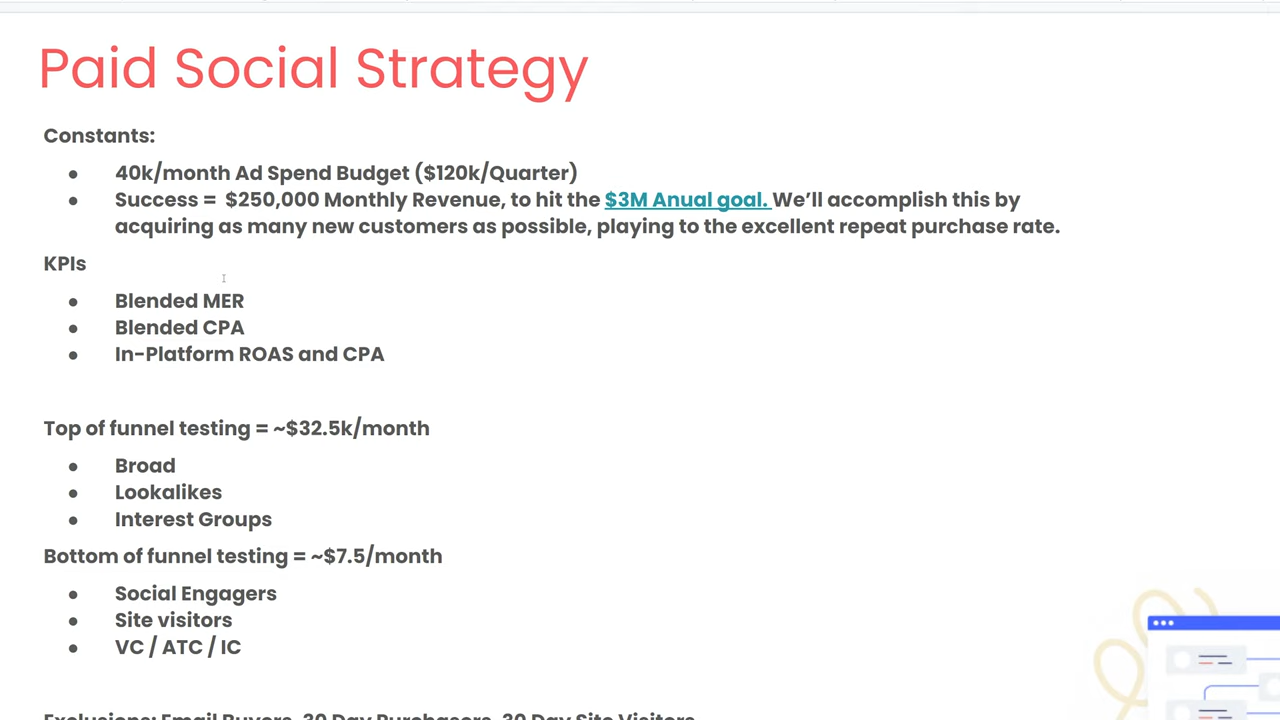 Paid Social Strategy
Constants:
● 40k/month Ad Spend Budget ($120k/Quarter)
● Success = $250,000 Monthly Revenue, to hit the $3M Anual goal. We’ll accomplish this by
acquiring as many new customers as possible, playing to the excellent repeat purchase rate.
KPIs
● Blended MER
● Blended CPA
● In-Platform ROAS and CPA
Top of funnel testing = ~$32.5k/month
● Broad
● Lookalikes
● Interest Groups
Bottom of funnel testing = ~$7.5/month
● Social Engagers
● Site visitors
● VC / ATC / IC
Exclusions: Email Buyers, 30 Day Purchasers, 30 Day Site Visitors